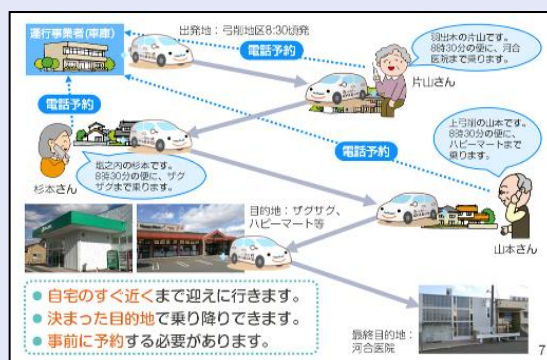 運行事業者(車庫)
出発地:弓削地区8:30頃発
電話予約
羽出木の片山です。
8時30分の便に、河合
医院まで乗ります。
片山さん
電話予約
塩之内の杉本です。
8時30分の便に、ザグ
ザグまで乗ります。
杉本さん
電話予約
上弓削の山本です。
8時30分の便に、
ハピーマートまで
乗ります。
山本さん
目的地:ザグザグ、
ハピーマート等
● 自宅のすぐ近くまで迎えに行きます。
● 決まった目的地で乗り降りできます。
● 事前に予約する必要があります。
最終目的地:
河合医院
7